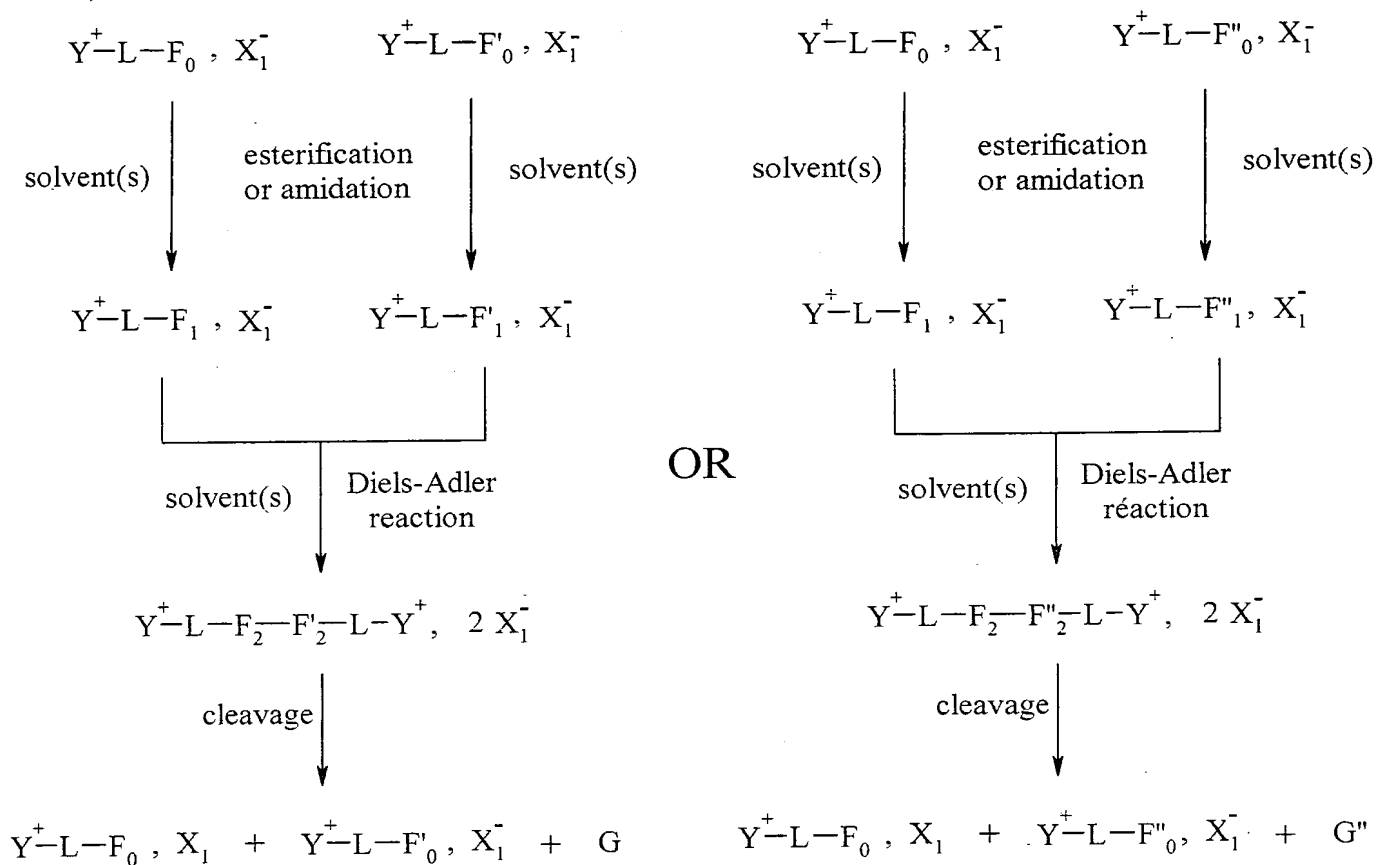 Y⁺–L–F₀ , X₁⁻ Y⁺–L–F'₀ , X₁⁻ Y⁺–L–F₀ , X₁⁻ Y⁺–L–F"₀, X₁⁻
solvent(s) esterification or amidation solvent(s) solvent(s) esterification or amidation solvent(s)
Y⁺–L–F₁ , X₁⁻ Y⁺–L–F'₁ , X₁⁻ Y⁺–L–F₁ , X₁⁻ Y⁺–L–F"₁, X₁⁻
OR
solvent(s) Diels-Adler reaction solvent(s) Diels-Adler réaction
Y⁺–L–F₂–F'₂–L–Y⁺, 2 X₁⁻ Y⁺–L–F₂–F"₂–L–Y⁺, 2 X₁⁻
cleavage cleavage
Y⁺–L–F₀ , X₁ + Y⁺–L–F'₀ , X₁⁻ + G Y⁺–L–F₀ , X₁ + Y⁺–L–F"₀, X₁⁻ + G"